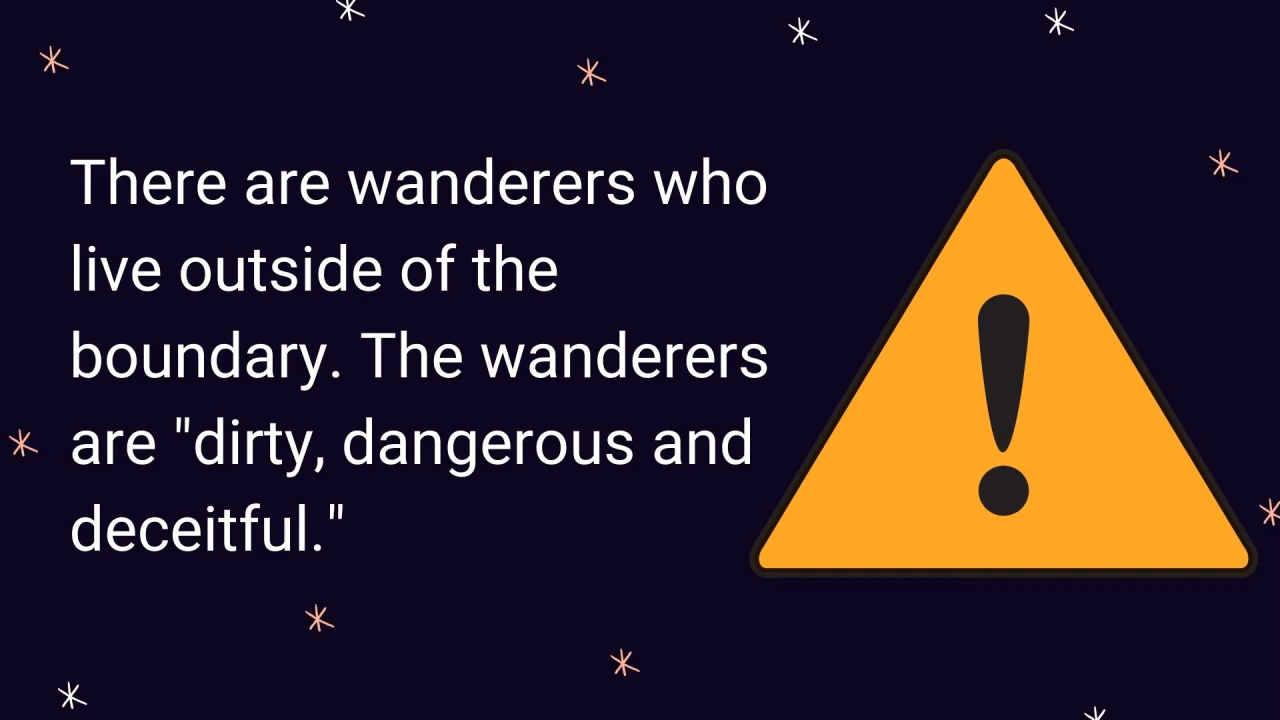 There are wanderers who
live outside of the
boundary. The wanderers
are "dirty, dangerous and
deceitful."